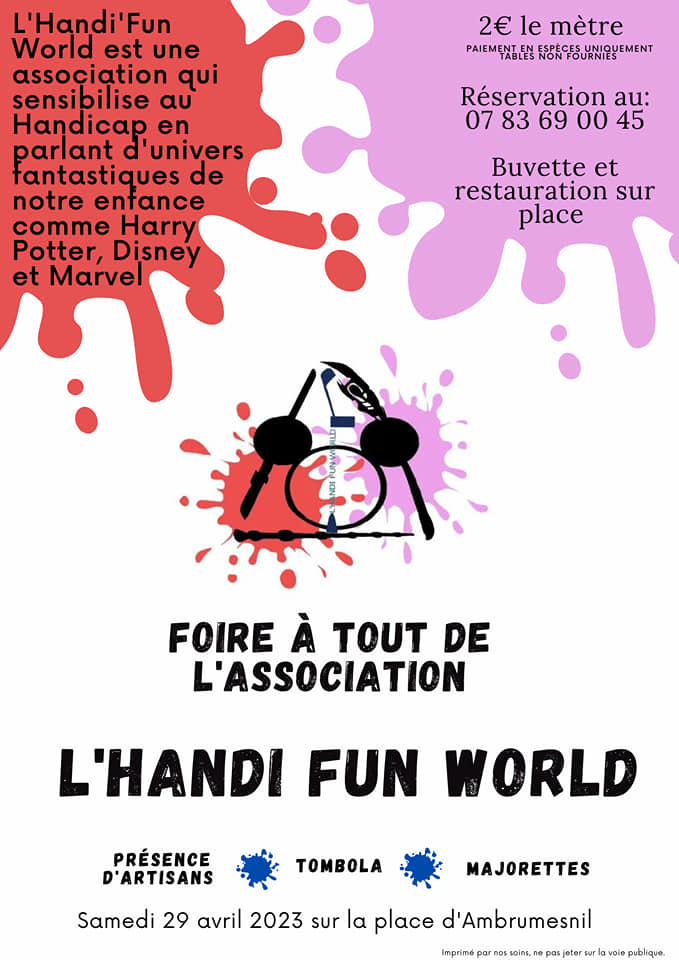 L'Handi'Fun
World est une
association qui
sensibilise au
Handicap en
parlant d'univers
fantastiques de
notre enfance
comme Harry
Potter, Disney
et Marvel
2€ le mètre
PAIEMENT EN ESPÈCES UNIQUEMENT
TABLES NON FOURNIES
Réservation au:
07 83 69 00 45
Buvette et
restauration sur
place
L'HANDI FUN WORLD
FOIRE À TOUT DE
L'ASSOCIATION
L'HANDI FUN WORLD
PRÉSENCE
D'ARTISANS
TOMBOLA
MAJORETTES
Samedi 29 avril 2023 sur la place d'Ambrumesnil
Imprimé par nos soins, ne pas jeter sur la voie publique.